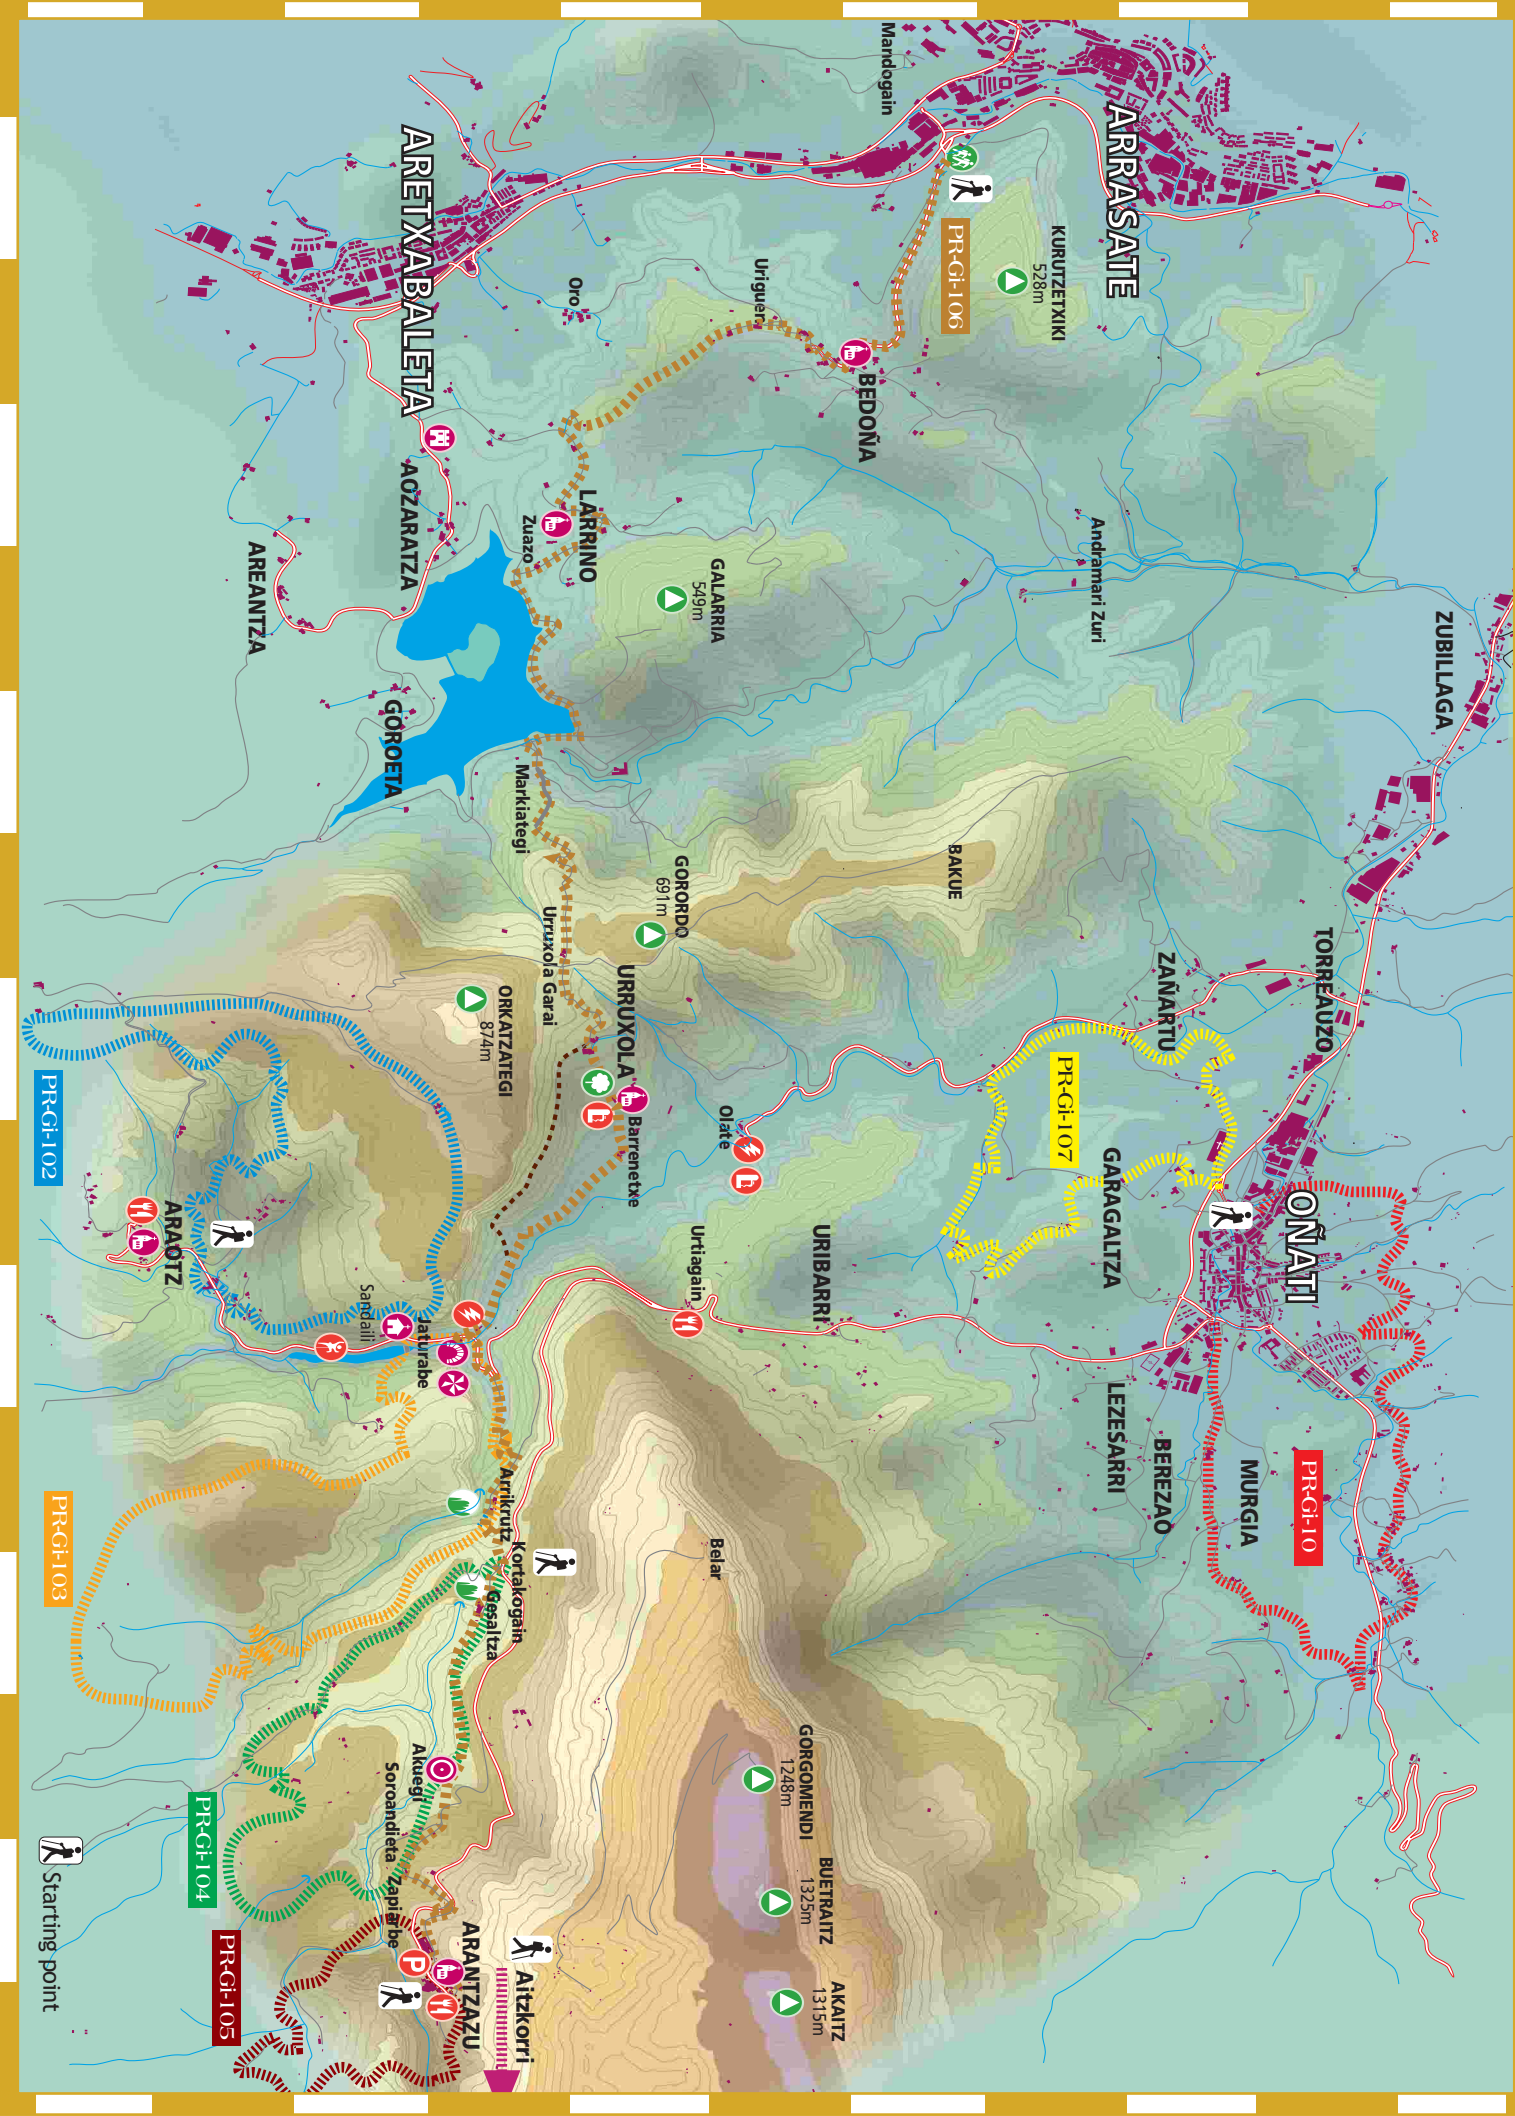 Mandogain
ARRASATE
KURUTZETXIKI
528m
PR-Gi-106
ARETXABALETA
Uriguen
Oro
BEDOÑA
AOZARATZA
LARRINO
Zuazo
AREANTZA
GALARRIA
549m
Andramari Zuri
ZUBILLAGA
GOROETA
Markiategi
GORORDO
691m
BAKUE
Urruxola Garai
URRUXOLA
ZAÑARTU
TORREAUZO
ORKATZATEGI
874m
PR-Gi-102
PR-Gi-107
Olate
Barrenetxe
GARAGALTZA
OÑATI
ARAOTZ
Urtiagain
URIBARRI
Sandaili
Jaturabe
LEZESARRI
BEREZAO
MURGIA
PR-Gi-10
PR-Gi-103
Arrikrutz
Kortakogain
Gesaltza
Belar
GORGOMENDI
1248m
Akuegi
Soroandieta
PR-Gi-104
BUETRAITZ
1325m
Zapiarbe
AKAITZ
1315m
ARANTZAZU
Aitzkorri
PR-Gi-105
P
Starting point